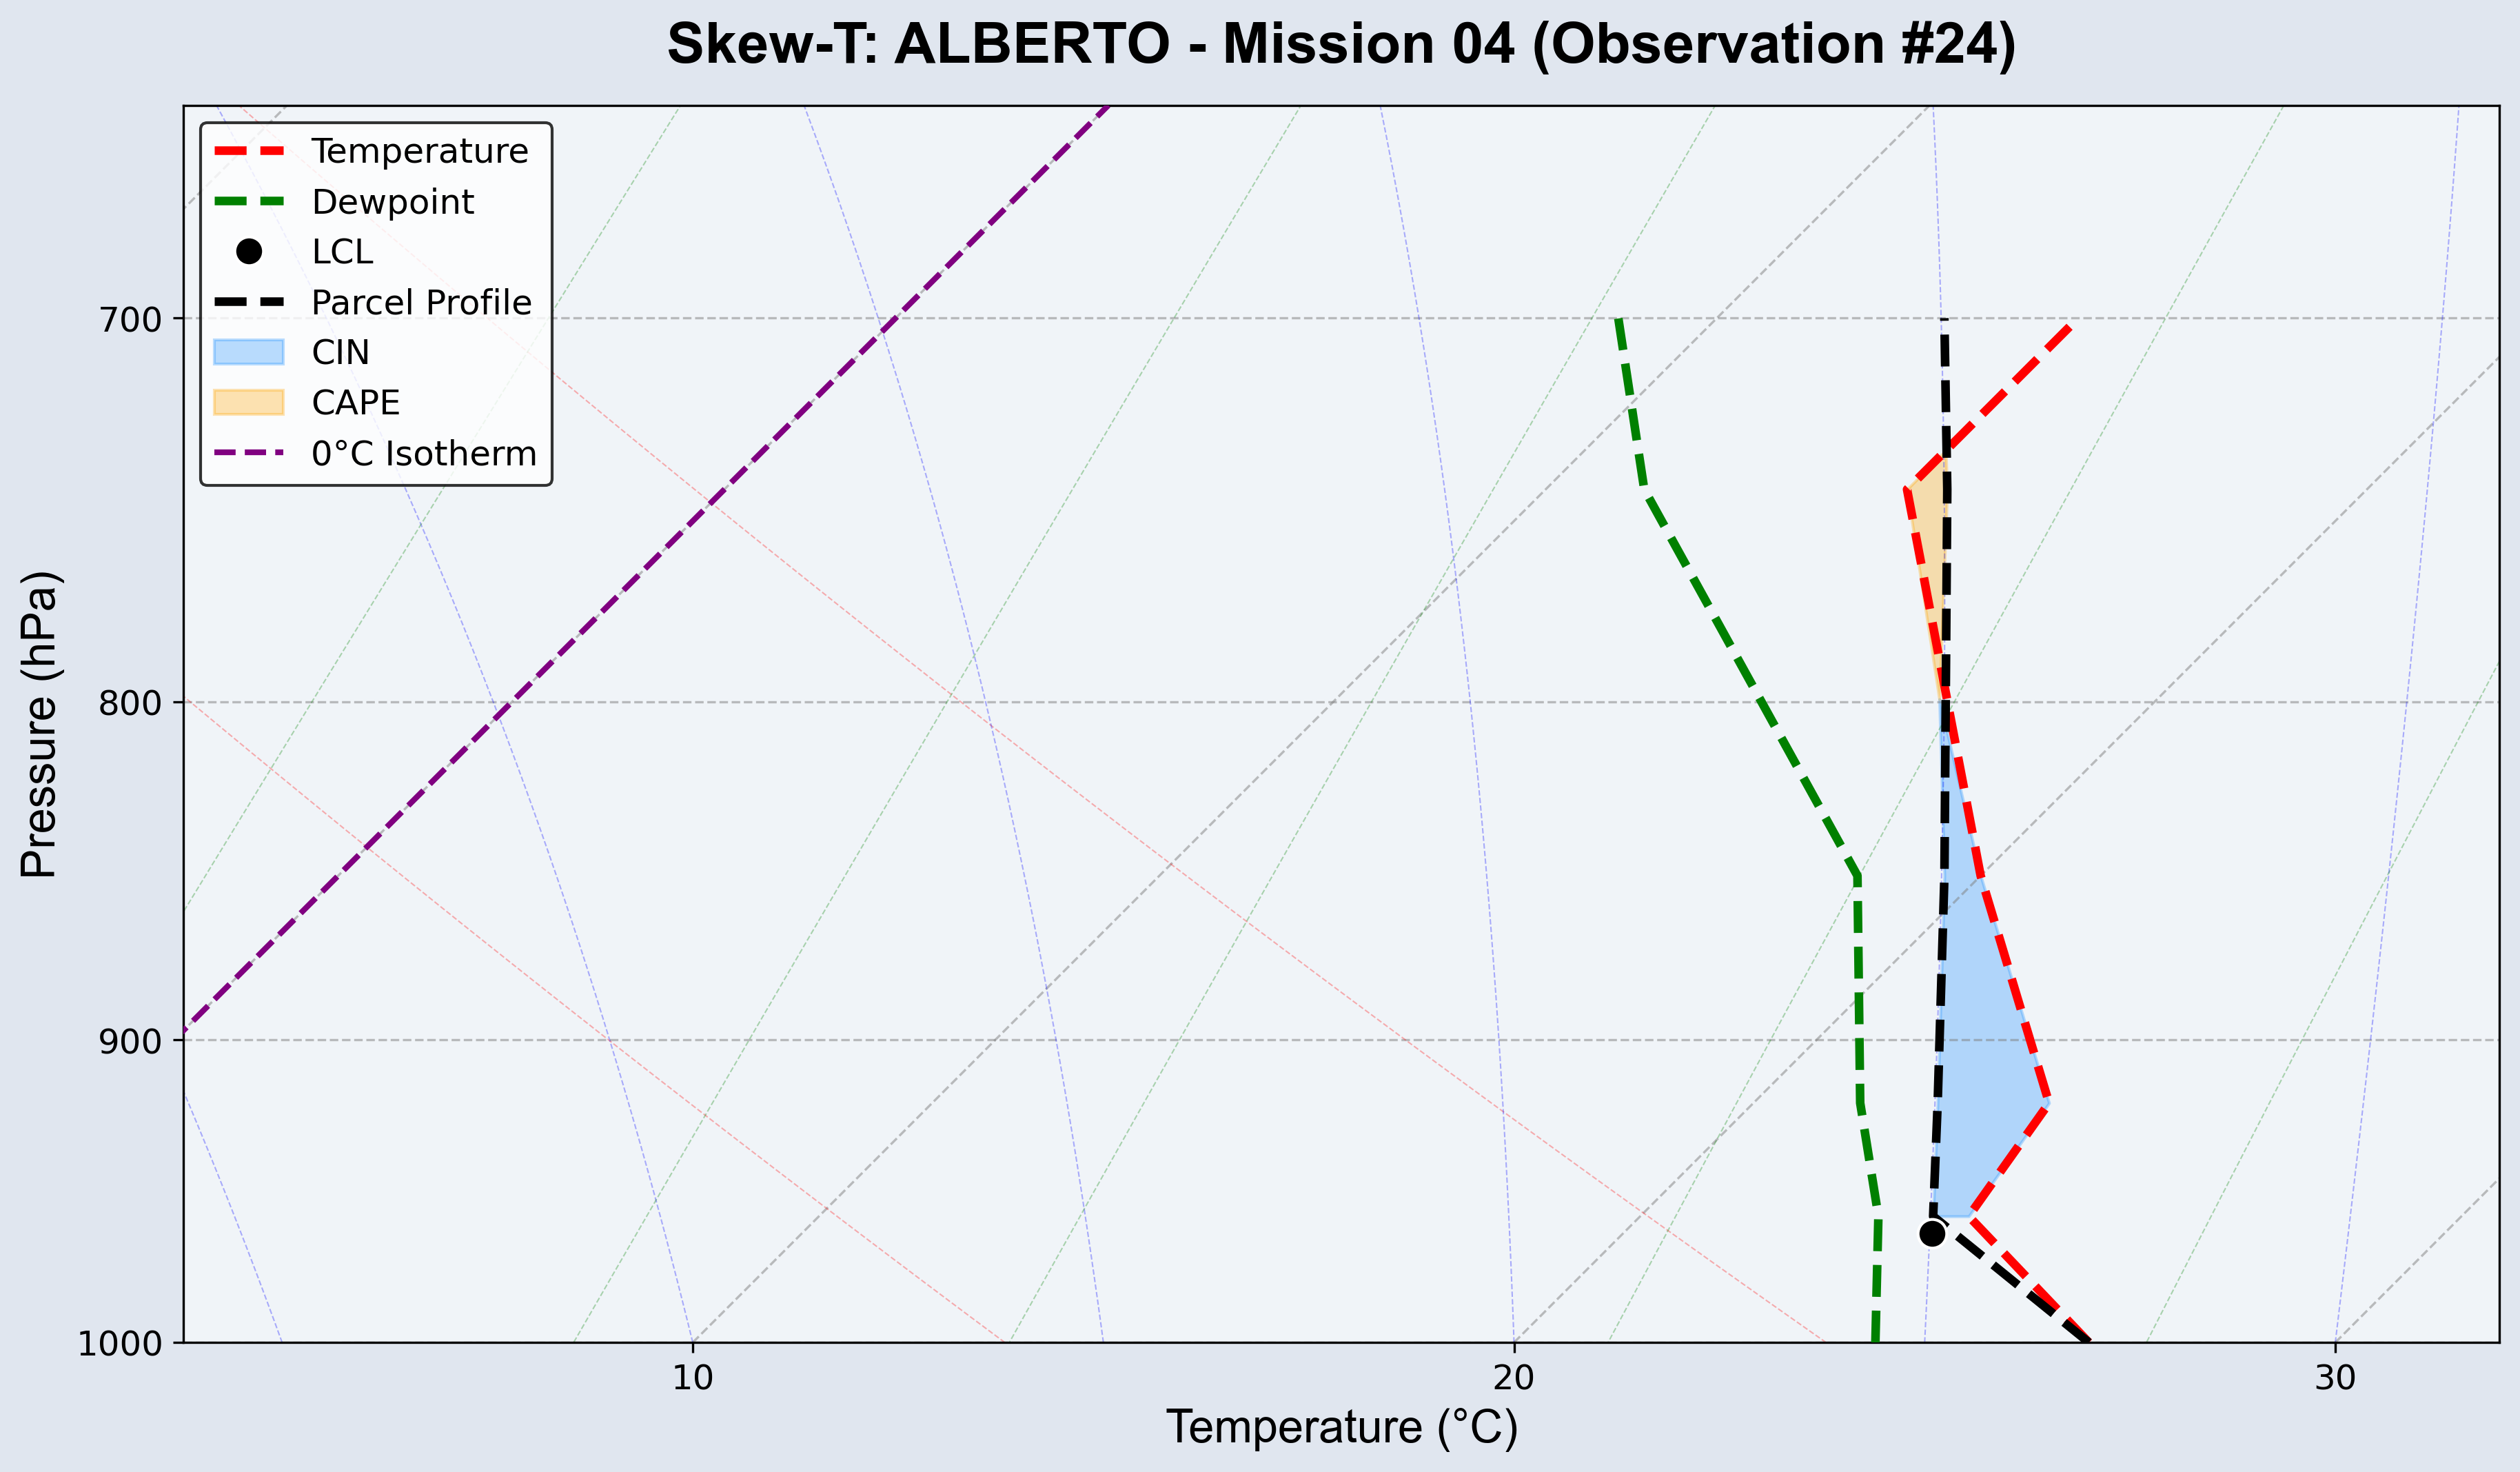 Skew-T: ALBERTO - Mission 04 (Observation #24)
Temperature
Dewpoint
LCL
Parcel Profile
CIN
CAPE
0°C Isotherm
Pressure (hPa)
700
800
900
1000
10
20
30
Temperature (°C)